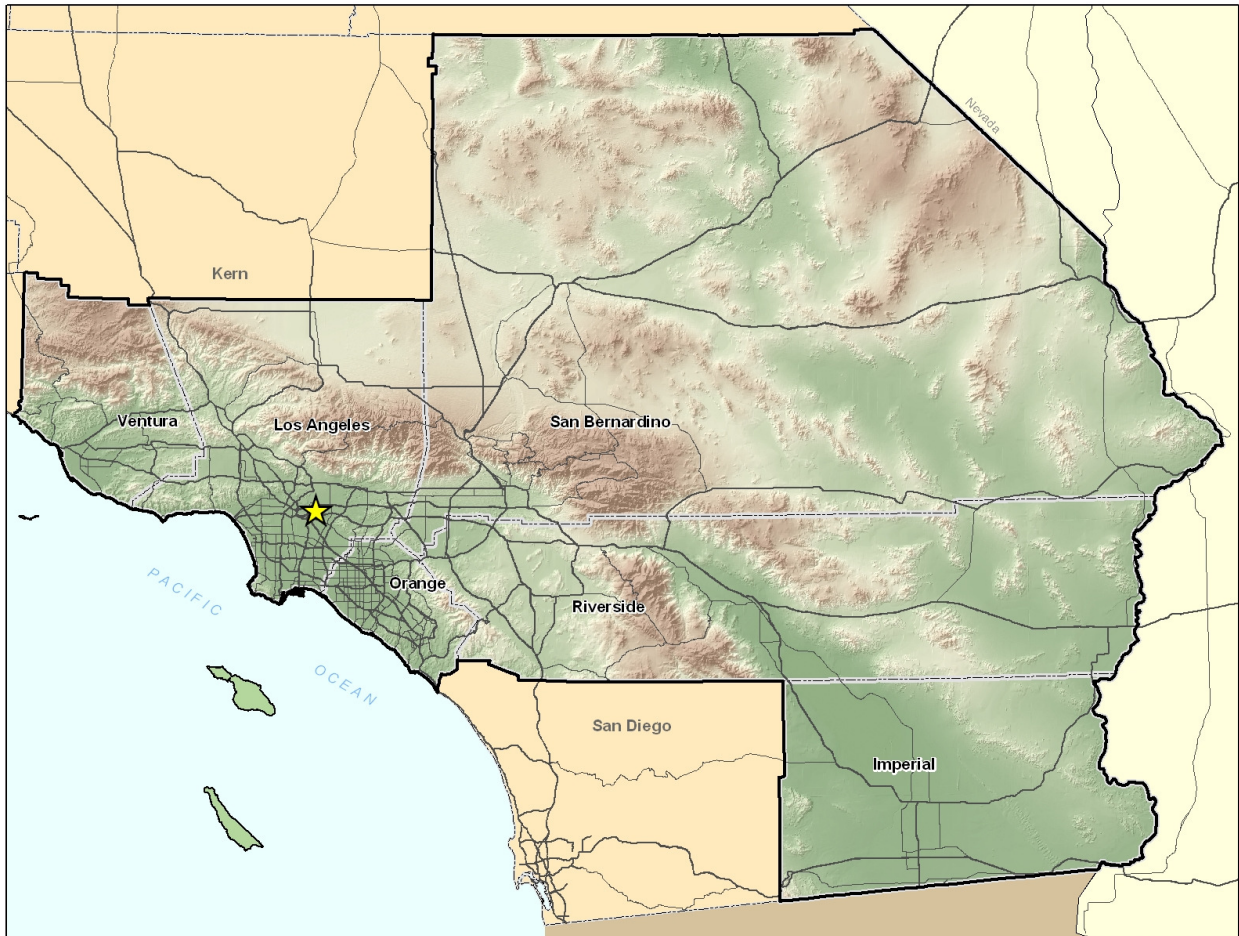 Nevada
Kern
Ventura
Los Angeles
San Bernardino
Orange
Riverside
PACIFIC
OCEAN
San Diego
Imperial